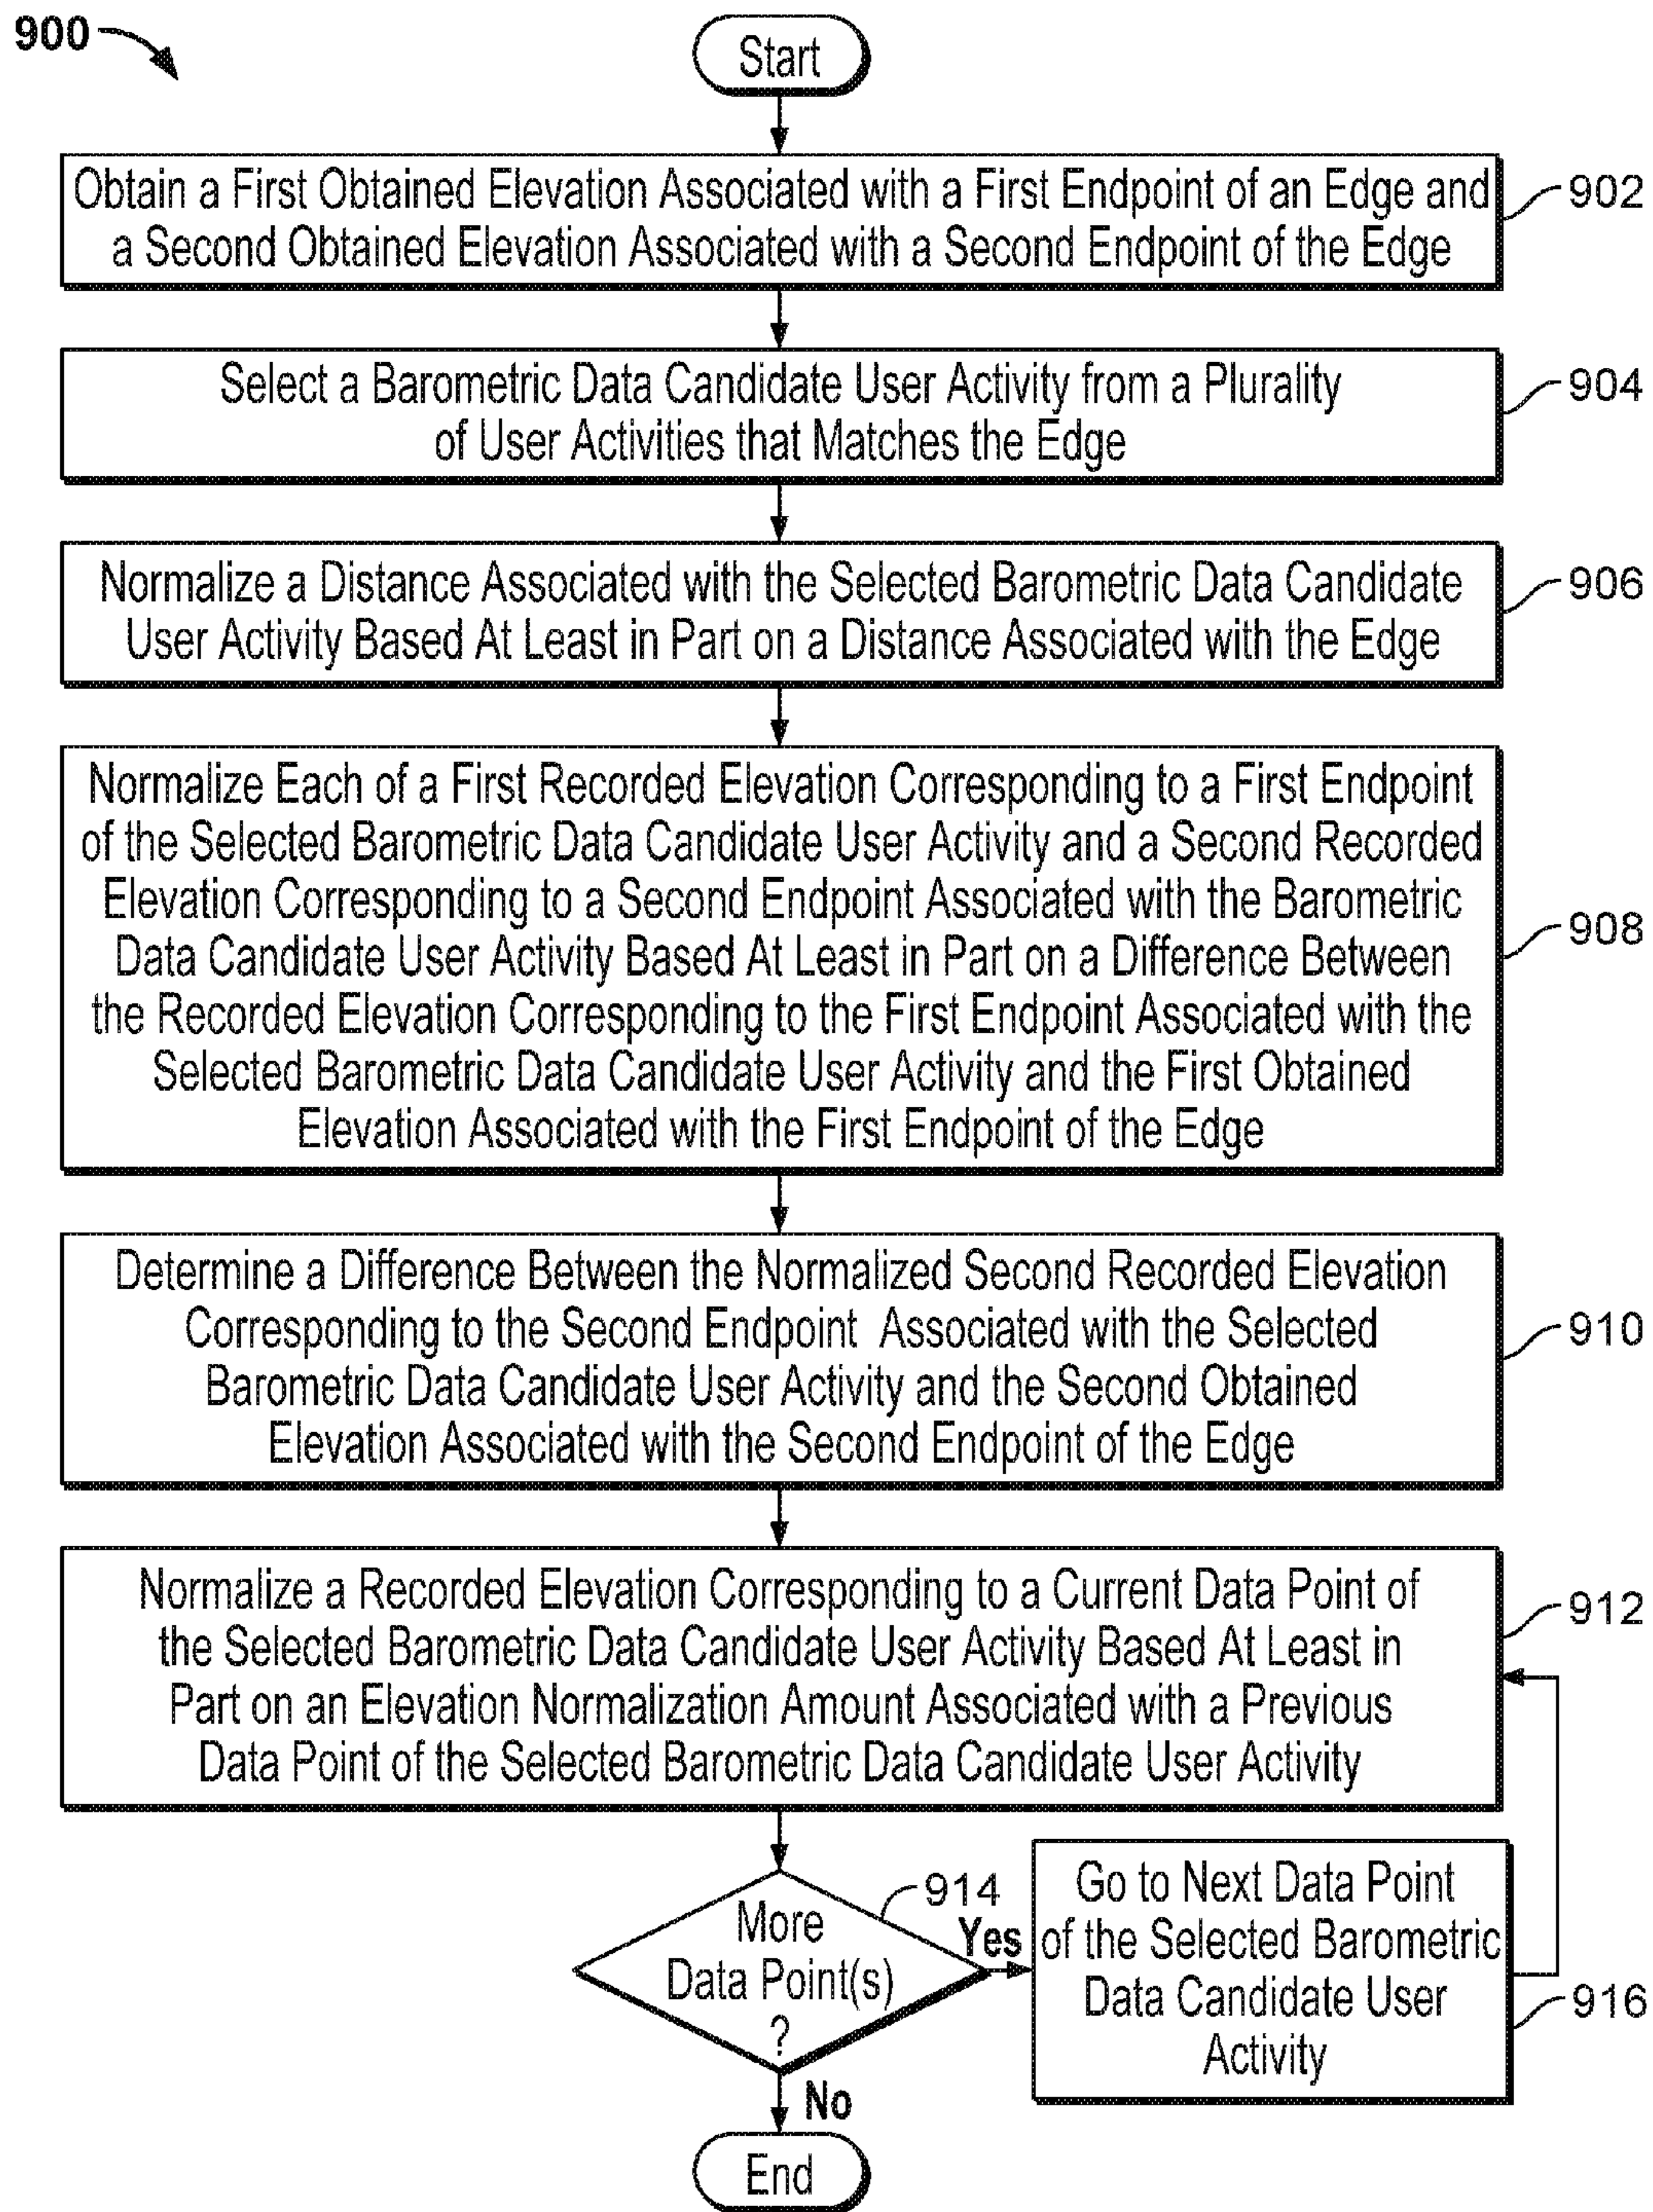 900
Start
Obtain a First Obtained Elevation Associated with a First Endpoint of an Edge and
a Second Obtained Elevation Associated with a Second Endpoint of the Edge
902
Select a Barometric Data Candidate User Activity from a Plurality
of User Activities that Matches the Edge
904
Normalize a Distance Associated with the Selected Barometric Data Candidate
User Activity Based At Least in Part on a Distance Associated with the Edge
906
Normalize Each of a First Recorded Elevation Corresponding to a First Endpoint
of the Selected Barometric Data Candidate User Activity and a Second Recorded
Elevation Corresponding to a Second Endpoint Associated with the Barometric
Data Candidate User Activity Based At Least in Part on a Difference Between
the Recorded Elevation Corresponding to the First Endpoint Associated with the
Selected Barometric Data Candidate User Activity and the First Obtained
Elevation Associated with the First Endpoint of the Edge
908
Determine a Difference Between the Normalized Second Recorded Elevation
Corresponding to the Second Endpoint Associated with the Selected
Barometric Data Candidate User Activity and the Second Obtained
Elevation Associated with the Second Endpoint of the Edge
910
Normalize a Recorded Elevation Corresponding to a Current Data Point of
the Selected Barometric Data Candidate User Activity Based At Least in
Part on an Elevation Normalization Amount Associated with a Previous
Data Point of the Selected Barometric Data Candidate User Activity
912
More
Data Point(s)
?
914
Yes
Go to Next Data Point
of the Selected Barometric
Data Candidate User
Activity
916
No
End